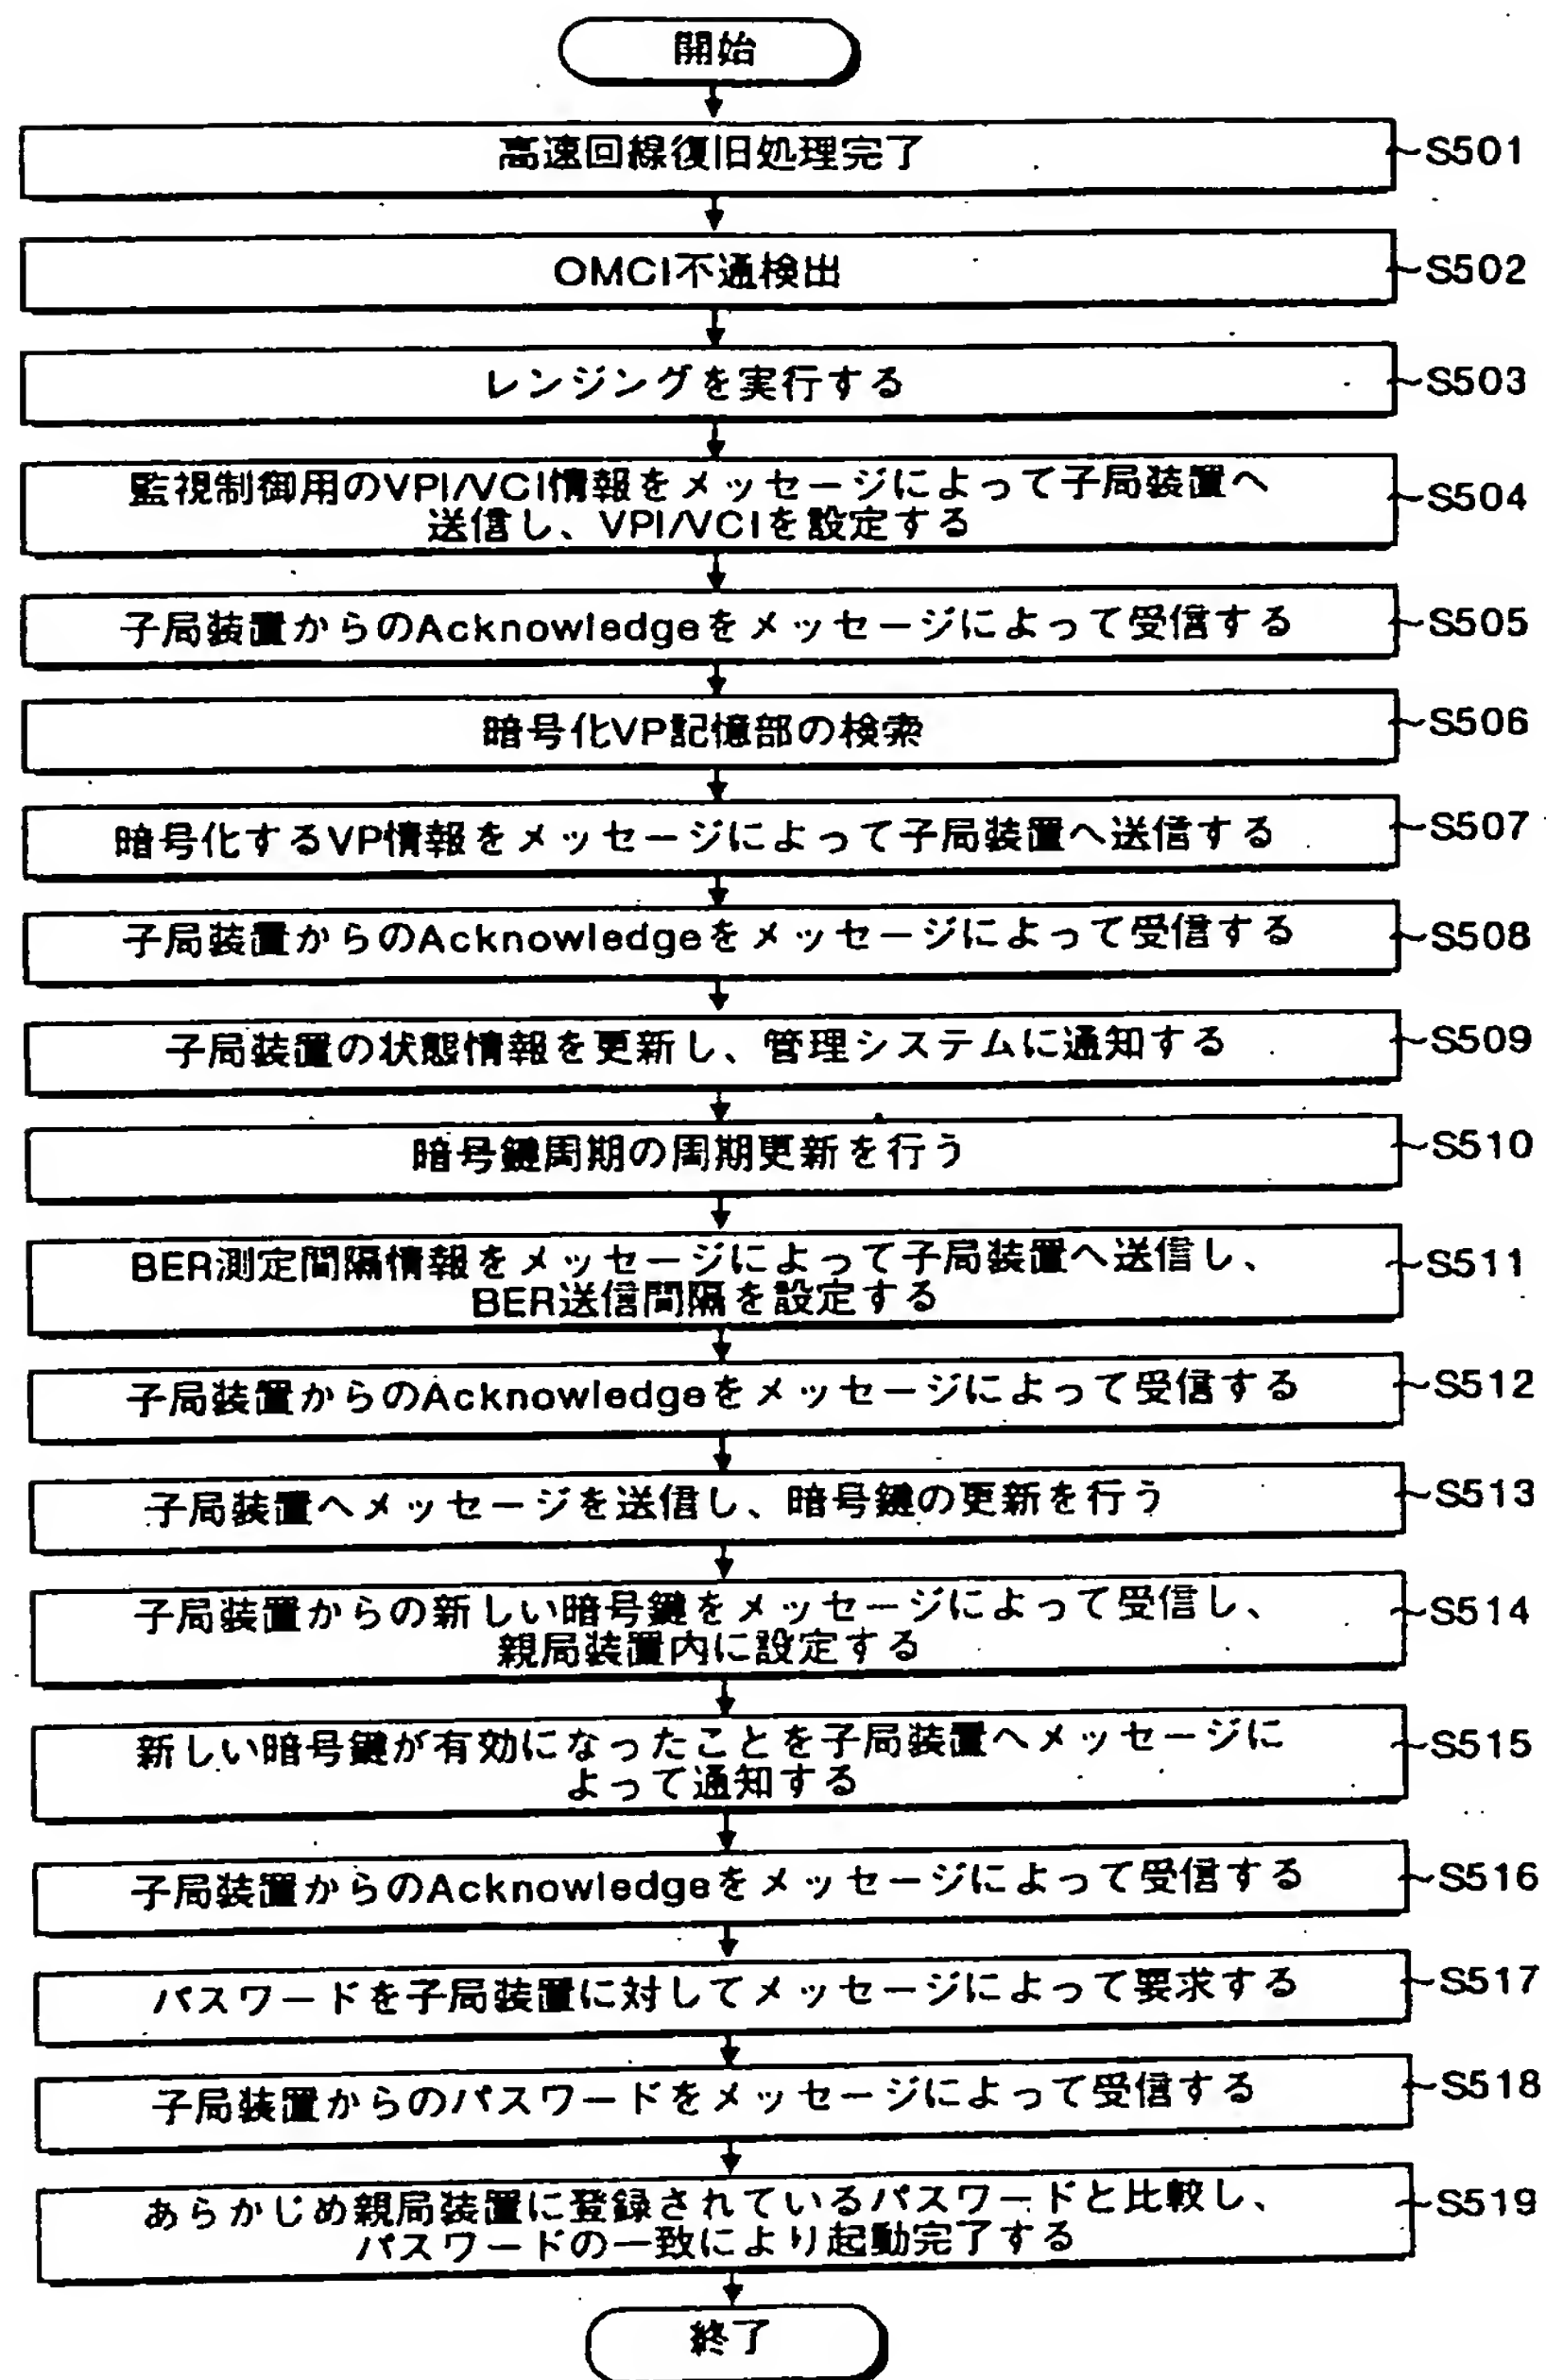 開始
高速回線復旧処理完了
S501
OMCI不通検出
S502
レンジングを実行する
S503
監視制御用のVPI/VCI情報をメッセージによって子局装置へ
送信し、VPI/VCIを設定する
S504
子局装置からのAcknowledgeをメッセージによって受信する
S505
暗号化VP記憶部の検索
S506
暗号化するVP情報をメッセージによって子局装置へ送信する
S507
子局装置からのAcknowledgeをメッセージによって受信する
S508
子局装置の状態情報を更新し、管理システムに通知する
S509
暗号鍵周期の周期更新を行う
S510
BER測定間隔情報をメッセージによって子局装置へ送信し、
BER送信間隔を設定する
S511
子局装置からのAcknowledgeをメッセージによって受信する
S512
子局装置へメッセージを送信し、暗号鍵の更新を行う
S513
子局装置からの新しい暗号鍵をメッセージによって受信し、
親局装置内に設定する
S514
新しい暗号鍵が有効になったことを子局装置へメッセージに
よって通知する
S515
子局装置からのAcknowledgeをメッセージによって受信する
S516
パスワードを子局装置に対してメッセージによって要求する
S517
子局装置からのパスワードをメッセージによって受信する
S518
あらかじめ親局装置に登録されているパスワードと比較し、
パスワードの一致により起動完了する
S519
終了